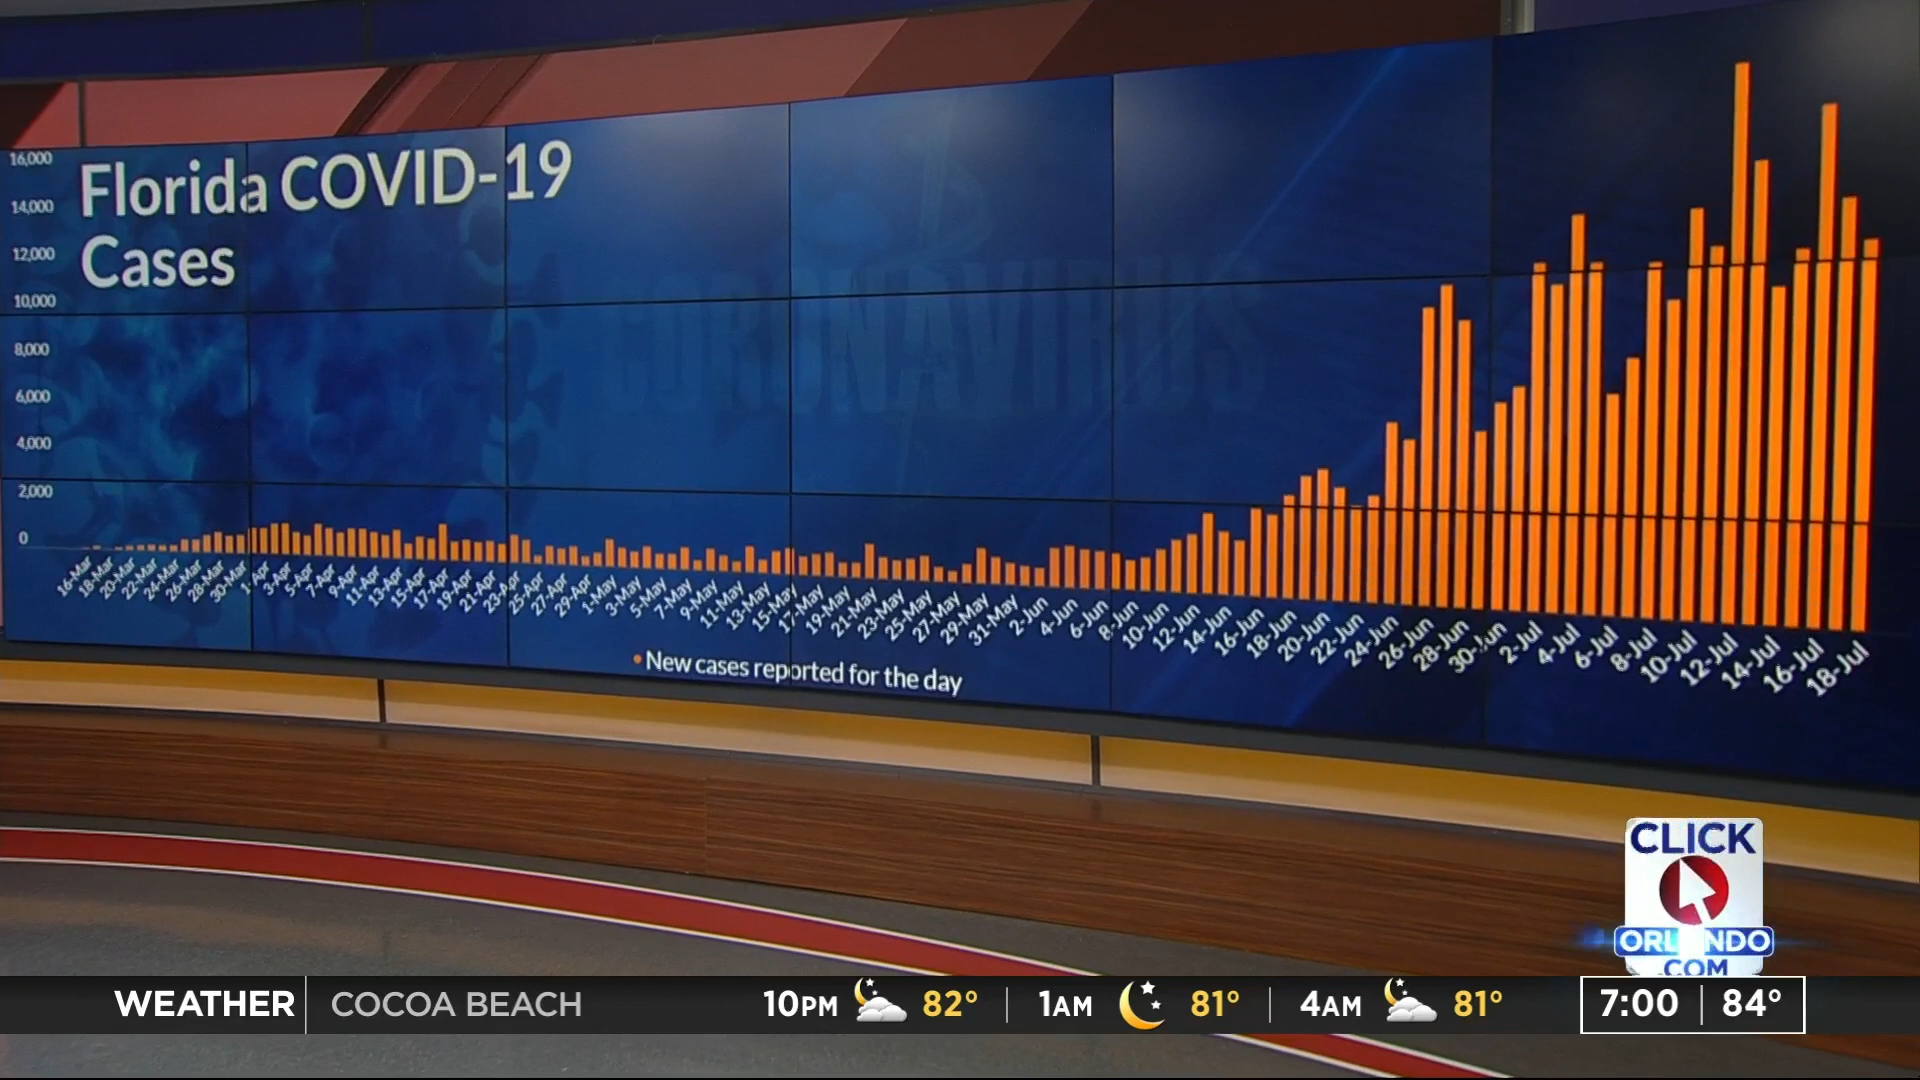 Florida COVID-19
Cases
16,000
14,000
12,000
10,000
8,000
6,000
4,000
2,000
0
CORONAVIRUS
16-Mar 18-Mar 20-Mar 22-Mar 24-Mar 26-Mar 28-Mar 30-Mar 1-Apr 3-Apr 5-Apr 7-Apr 9-Apr 11-Apr 13-Apr 15-Apr 17-Apr 19-Apr 21-Apr 23-Apr 25-Apr 27-Apr 29-Apr 1-May 3-May 5-May 7-May 9-May 11-May 13-May 15-May 17-May 19-May 21-May 23-May 25-May 27-May 29-May 31-May 2-Jun 4-Jun 6-Jun 8-Jun 10-Jun 12-Jun 14-Jun 16-Jun 18-Jun 20-Jun 22-Jun 24-Jun 26-Jun 28-Jun 30-Jun 2-Jul 4-Jul 6-Jul 8-Jul 10-Jul 12-Jul 14-Jul 16-Jul 18-Jul
New cases reported for the day
CLICK
ORLANDO
.COM
WEATHER COCOA BEACH 10PM 82° 1AM 81° 4AM 81° 7:00 84°